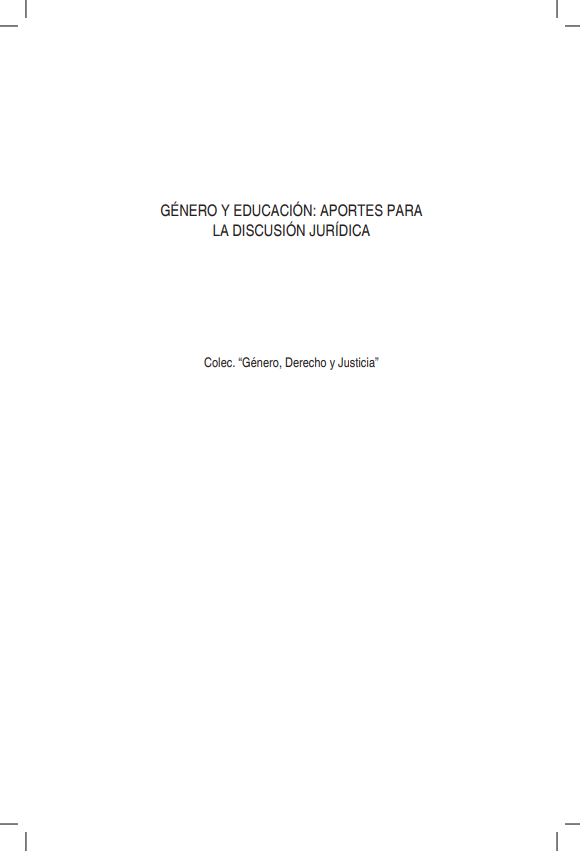 GÉNERO Y EDUCACIÓN: APORTES PARA
LA DISCUSIÓN JURÍDICA
Colec. “Género, Derecho y Justicia”